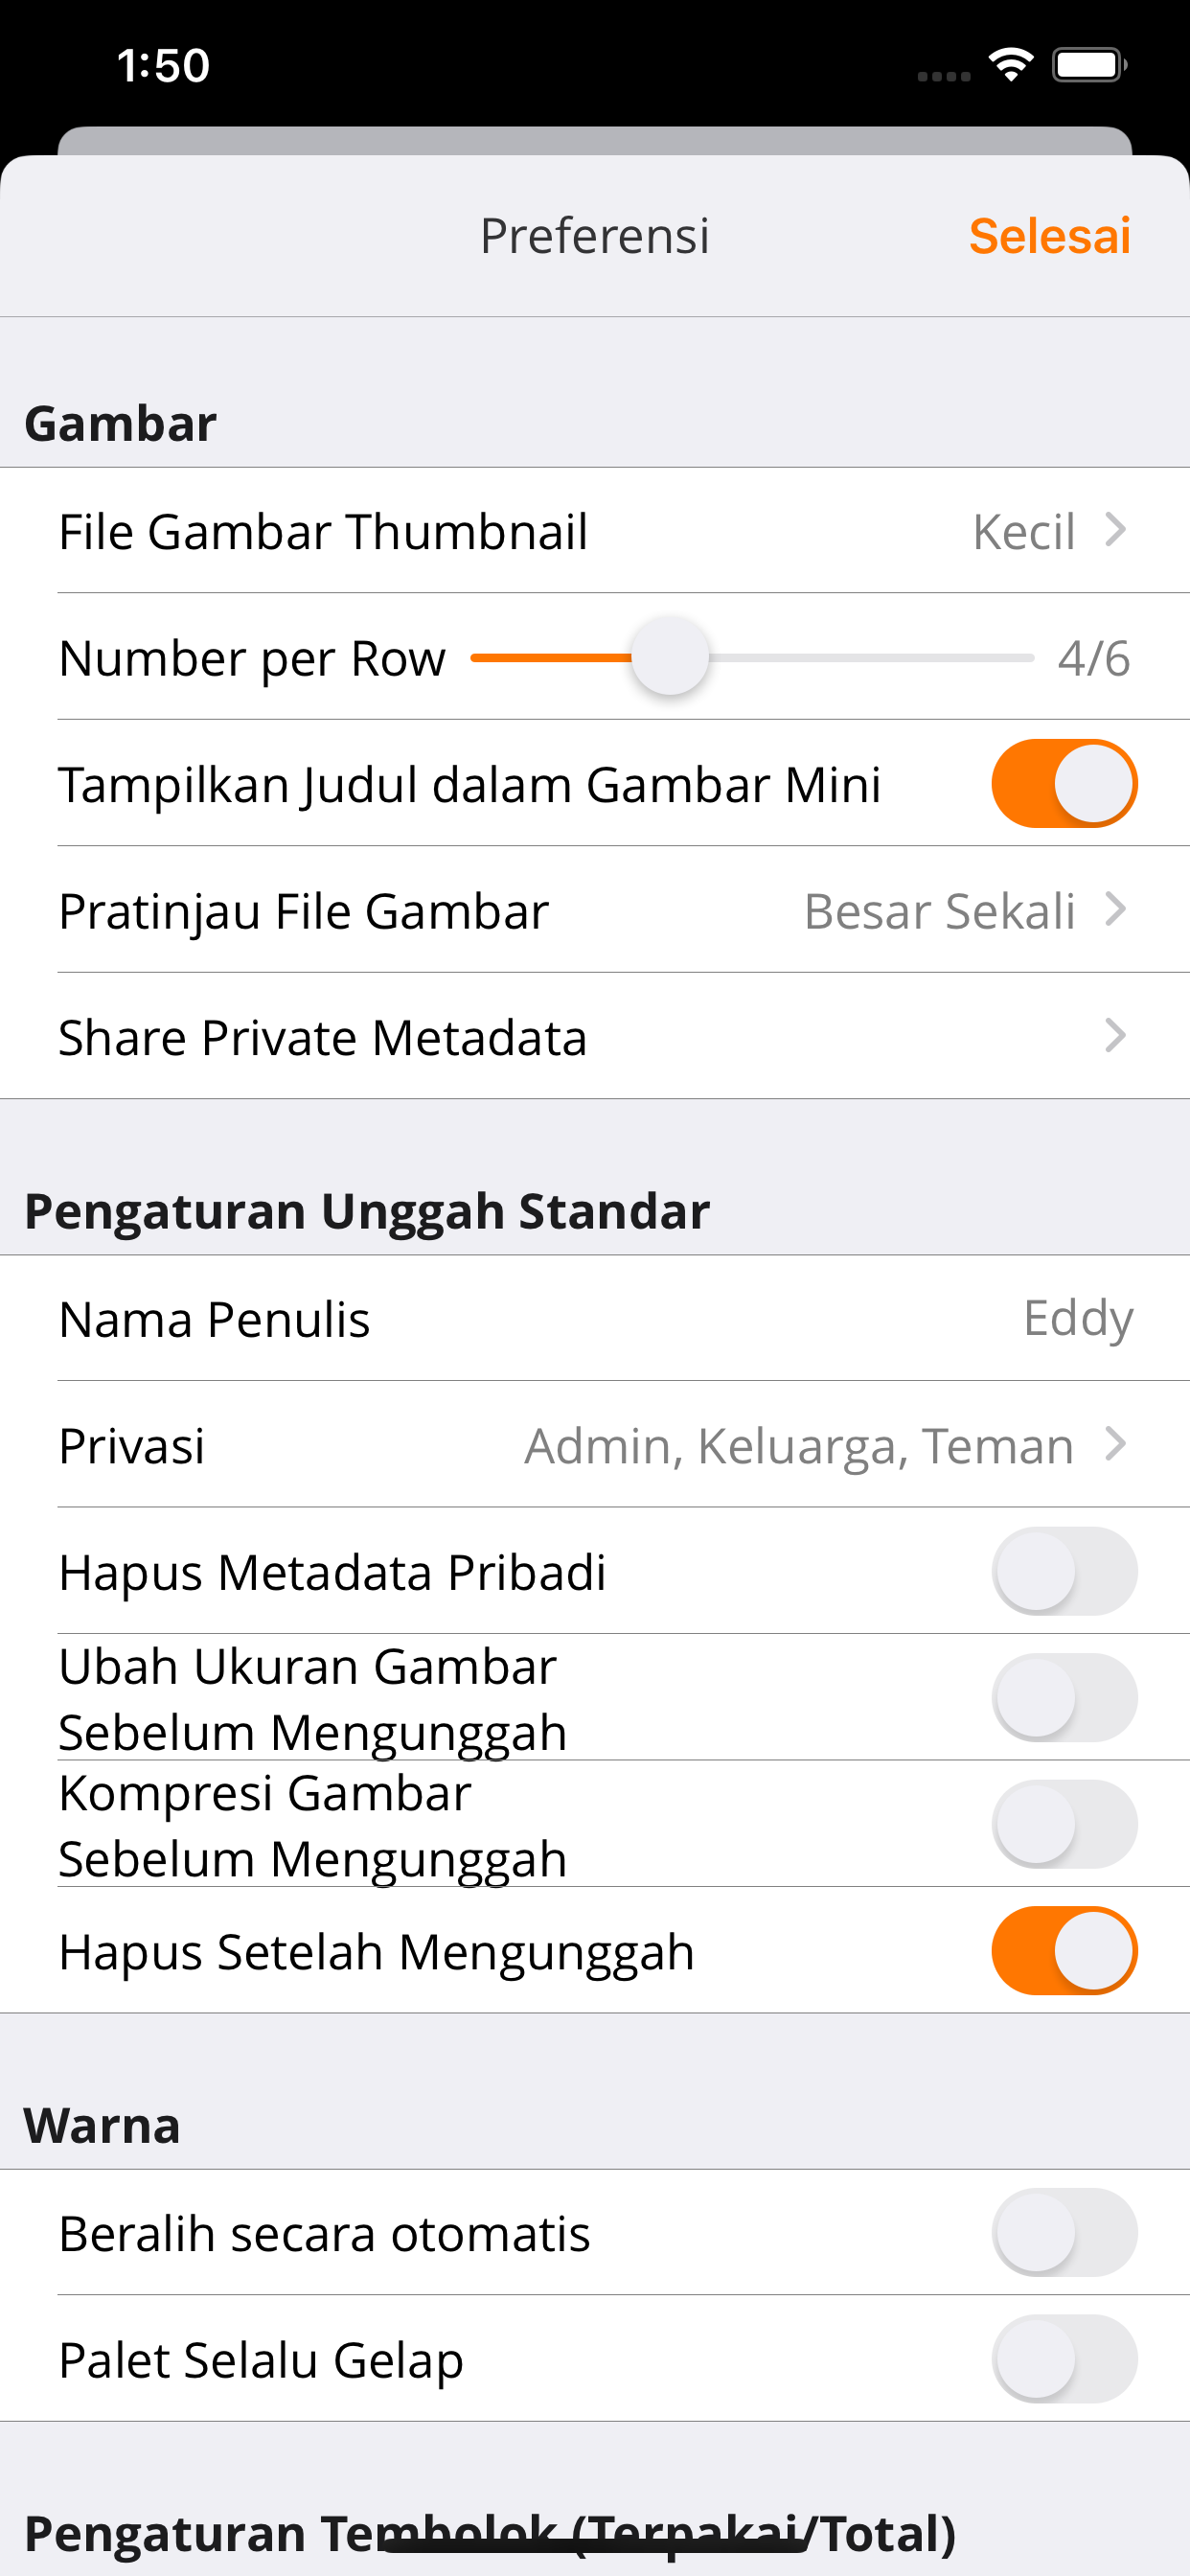 1:50
Preferensi
Selesai
Gambar
File Gambar Thumbnail
Kecil
Number per Row
4/6
Tampilkan Judul dalam Gambar Mini
Pratinjau File Gambar
Besar Sekali
Share Private Metadata
Pengaturan Unggah Standar
Nama Penulis
Eddy
Privasi
Admin, Keluarga, Teman
Hapus Metadata Pribadi
Ubah Ukuran Gambar
Sebelum Mengunggah
Kompresi Gambar
Sebelum Mengunggah
Hapus Setelah Mengunggah
Warna
Beralih secara otomatis
Palet Selalu Gelap
Pengaturan Tembolok (Terpakai/Total)